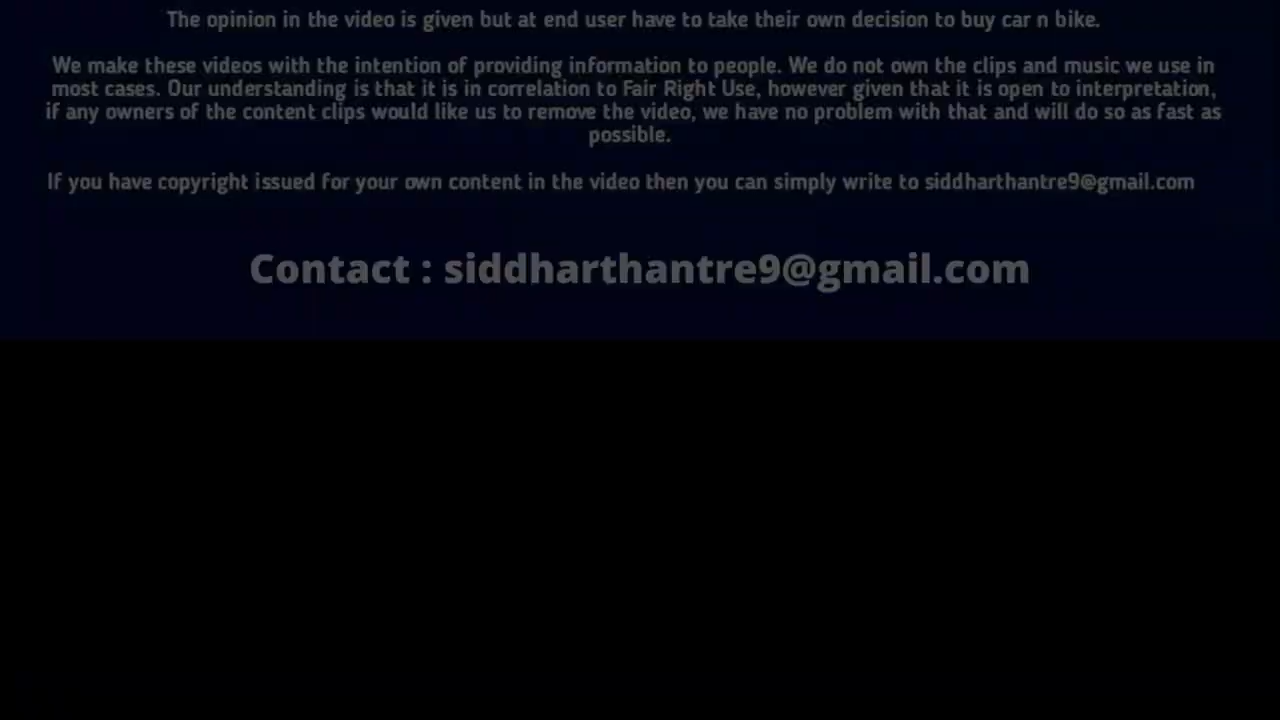 The opinion in the video is given but at end user have to take their own decision to buy car n bike.
We make these videos with the intention of providing information to people. We do not own the clips and music we use in
most cases. Our understanding is that it is in correlation to Fair Right Use, however given that it is open to interpretation,
if any owners of the content clips would like us to remove the video, we have no problem with that and will do so as fast as
possible.
If you have copyright issued for your own content in the video then you can simply write to siddharthantre9@gmail.com
Contact : siddharthantre9@gmail.com